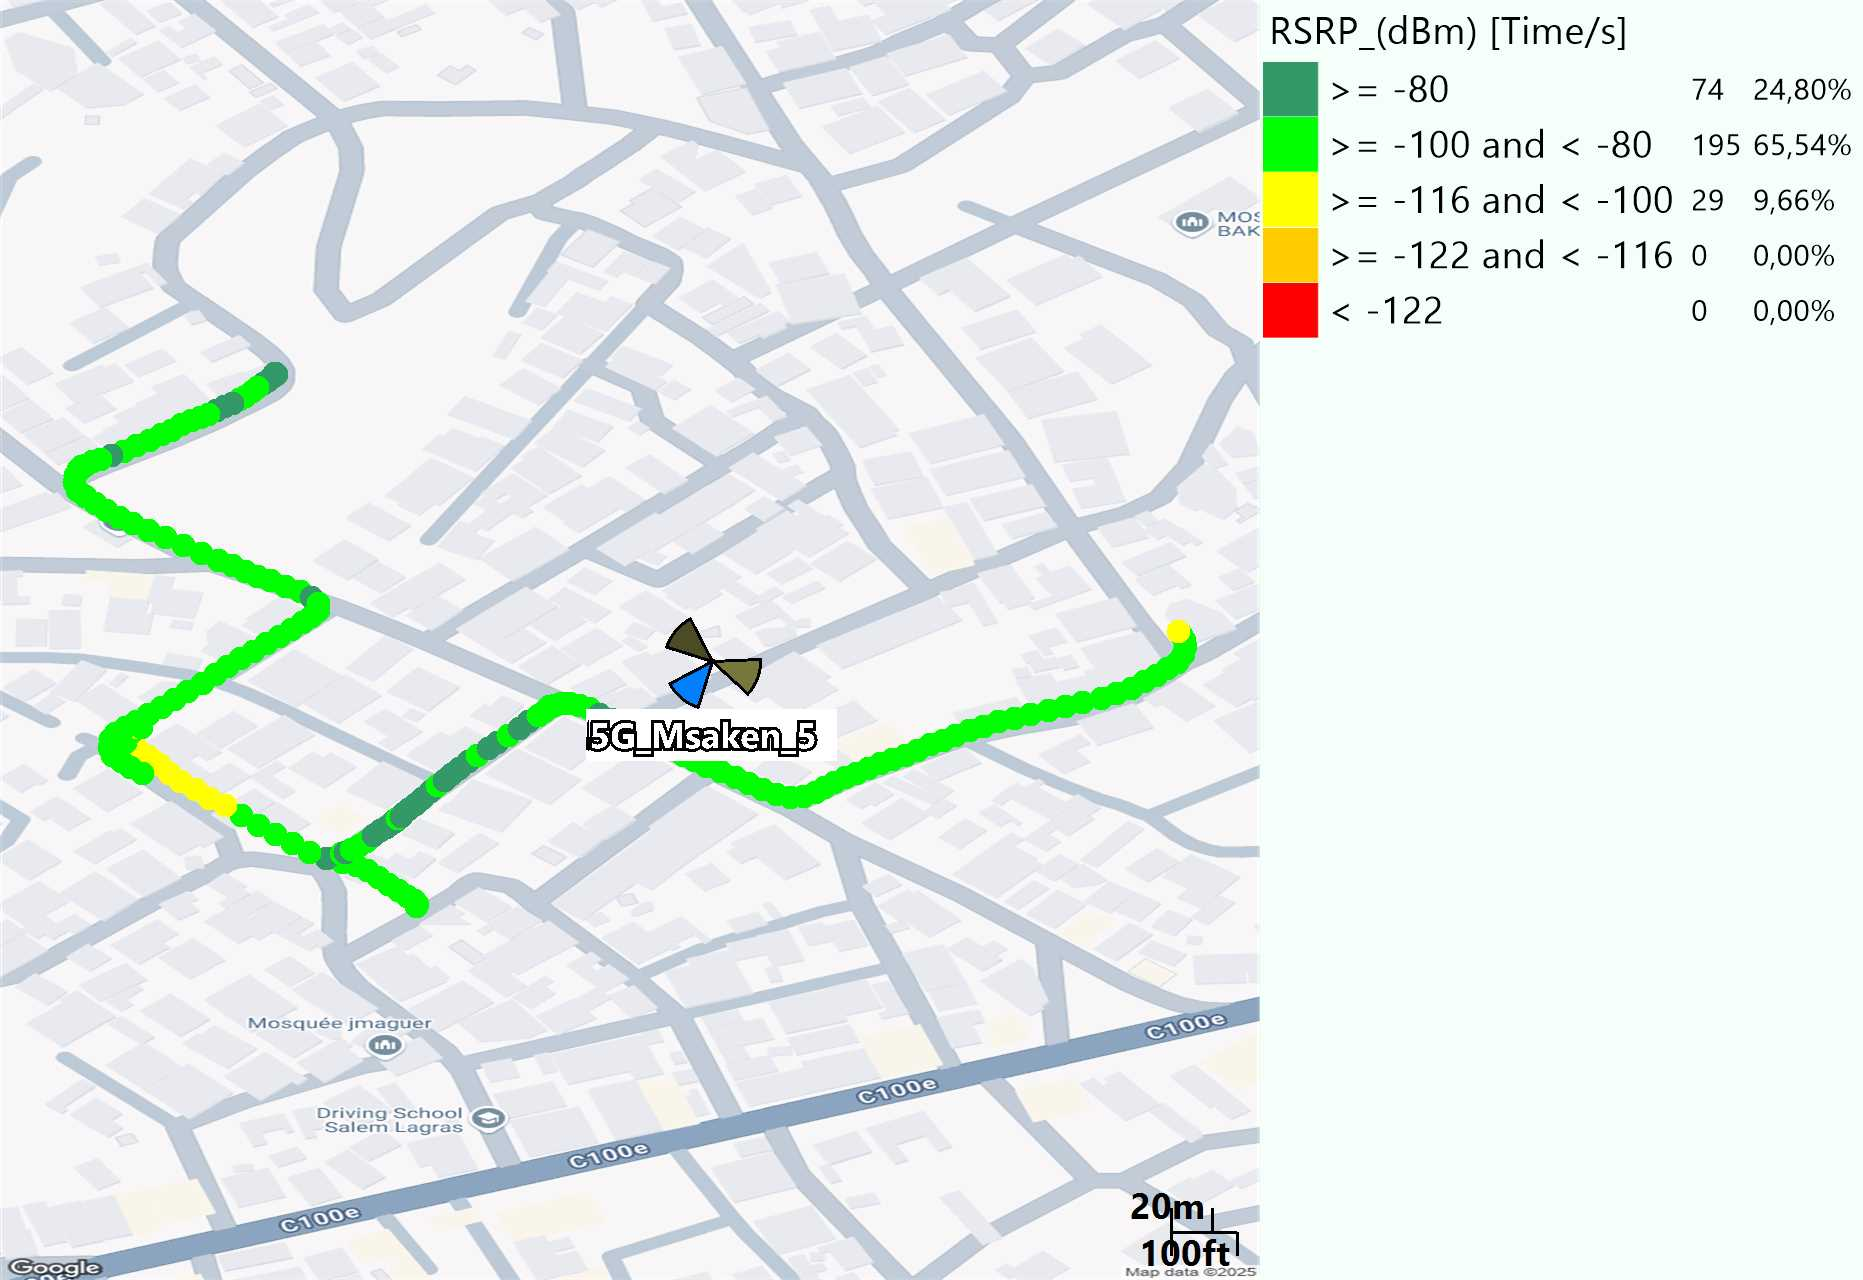 RSRP_(dBm) [Time/s]
>= -80 74 24,80%
>= -100 and < -80 195 65,54%
>= -116 and < -100 29 9,66%
>= -122 and < -116 0 0,00%
< -122 0 0,00%
MOS
BAK
5G_Msaken_5
Mosquée jmaguer
C100e
C100e
Driving School
Salem Lagras
C100e
C100e
20m
100ft
Google
Map data ©2025